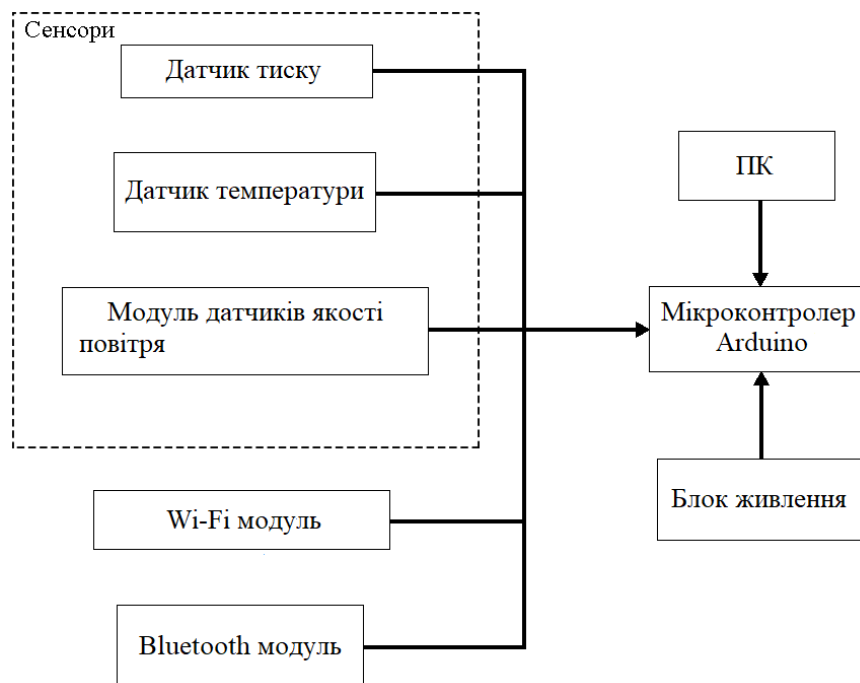 Сенсори
Датчик тиску
Датчик температури
Модуль датчиків якості
повітря
Wi-Fi модуль
Bluetooth модуль
ПК
Мікроконтролер
Arduino
Блок живлення